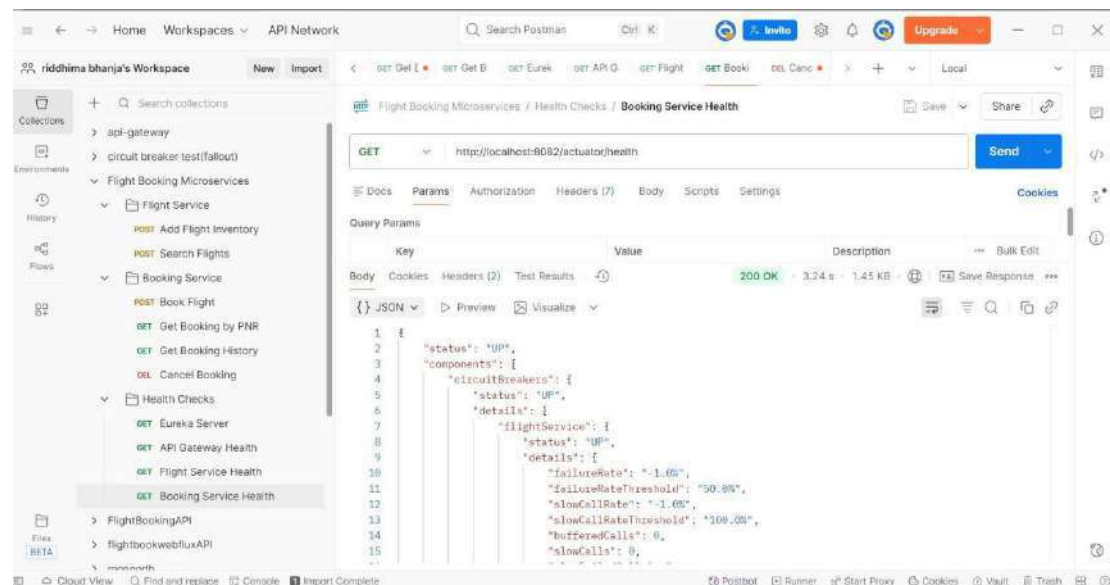 Home Workspaces API Network Search Postman Ctrl K Invite Upgrade
riddhima bhanja's Workspace New Import GET Get E GET Get B GET Eurek GET API G GET Flight GET Booki DEL Canc Local
Collections
Environments
History
Flows
Files
BETA
Search collections
api-gateway
circuit breaker test(fallout)
Flight Booking Microservices
Flight Service
POST Add Flight Inventory
POST Search Flights
Booking Service
POST Book Flight
GET Get Booking by PNR
GET Get Booking History
DEL Cancel Booking
Health Checks
GET Eureka Server
GET API Gateway Health
GET Flight Service Health
GET Booking Service Health
FlightBookingAPI
flightbookwebfluxAPI
Flight Booking Microservices / Health Checks / Booking Service Health Save Share
GET http://localhost:8082/actuator/health Send
Docs Params Authorization Headers (7) Body Scripts Settings Cookies
Query Params
Key Value Description Bulk Edit
Body Cookies Headers (2) Test Results 200 OK 3.24 s 1.45 KB Save Response
{} JSON Preview Visualize
1 {
2 "status": "UP",
3 "components": {
4 "circuitBreakers": {
5 "status": "UP",
6 "details": {
7 "flightService": {
8 "status": "UP",
9 "details": {
10 "failureRate": "-1.0%",
11 "failureRateThreshold": "50.0%",
12 "slowCallRate": "-1.0%",
13 "slowCallRateThreshold": "100.0%",
14 "bufferedCalls": 0,
15 "slowCalls": 0,
Cloud View Find and replace Console Import Complete Postbot Runner Start Proxy Cookies Vault Trash